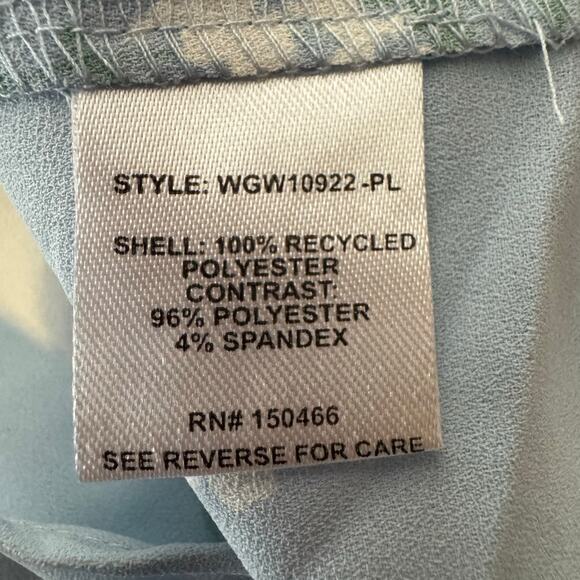 STYLE: WGW10922-PL
SHELL: 100% RECYCLED
POLYESTER
CONTRAST:
96% POLYESTER
4% SPANDEX
RN# 150466
SEE REVERSE FOR CARE